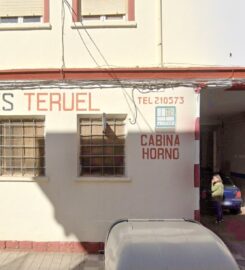 S TERUEL
TEL 210573
CABINA
HORNO